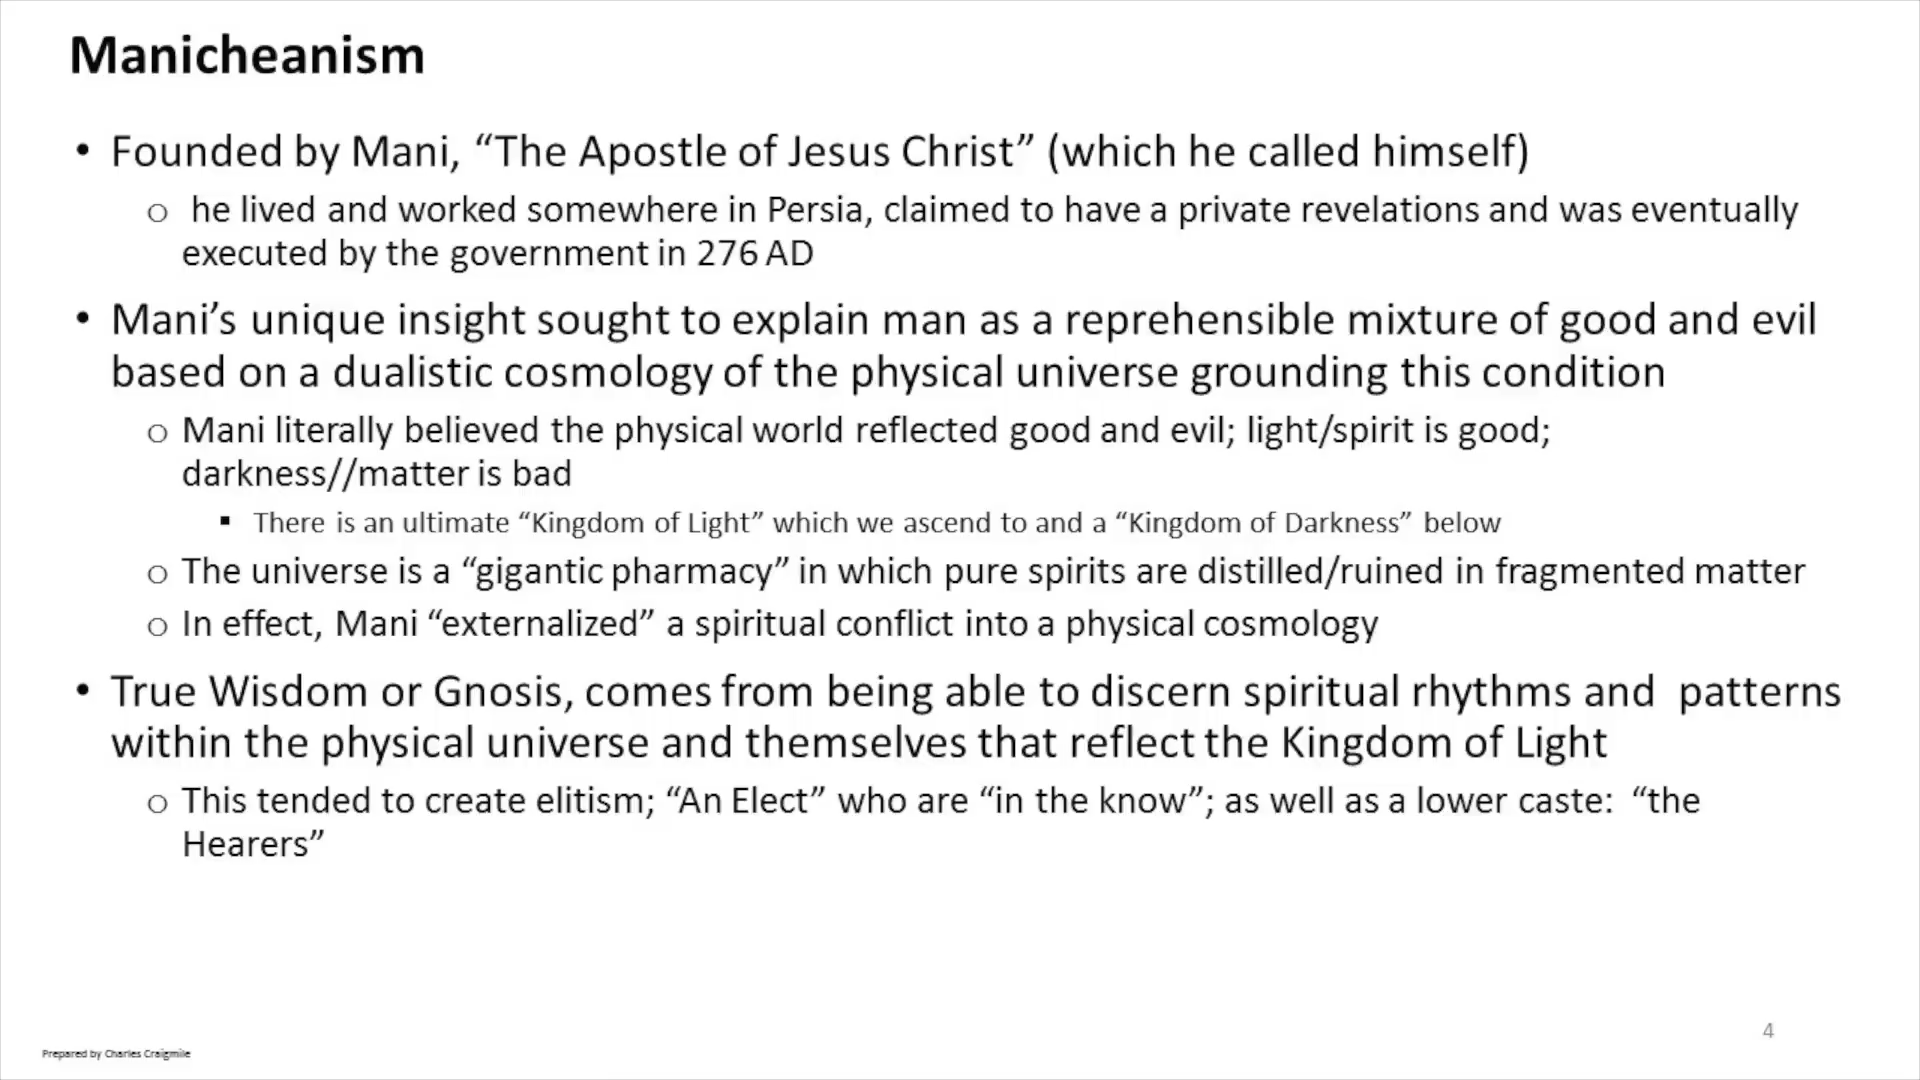 Manicheanism
• Founded by Mani, “The Apostle of Jesus Christ” (which he called himself)
o he lived and worked somewhere in Persia, claimed to have a private revelations and was eventually
executed by the government in 276 AD
• Mani’s unique insight sought to explain man as a reprehensible mixture of good and evil
based on a dualistic cosmology of the physical universe grounding this condition
o Mani literally believed the physical world reflected good and evil; light/spirit is good;
darkness//matter is bad
▪ There is an ultimate “Kingdom of Light” which we ascend to and a “Kingdom of Darkness” below
o The universe is a “gigantic pharmacy” in which pure spirits are distilled/ruined in fragmented matter
o In effect, Mani “externalized” a spiritual conflict into a physical cosmology
• True Wisdom or Gnosis, comes from being able to discern spiritual rhythms and patterns
within the physical universe and themselves that reflect the Kingdom of Light
o This tended to create elitism; “An Elect” who are “in the know”; as well as a lower caste: “the
Hearers”
4
Prepared by Charles Craigmile